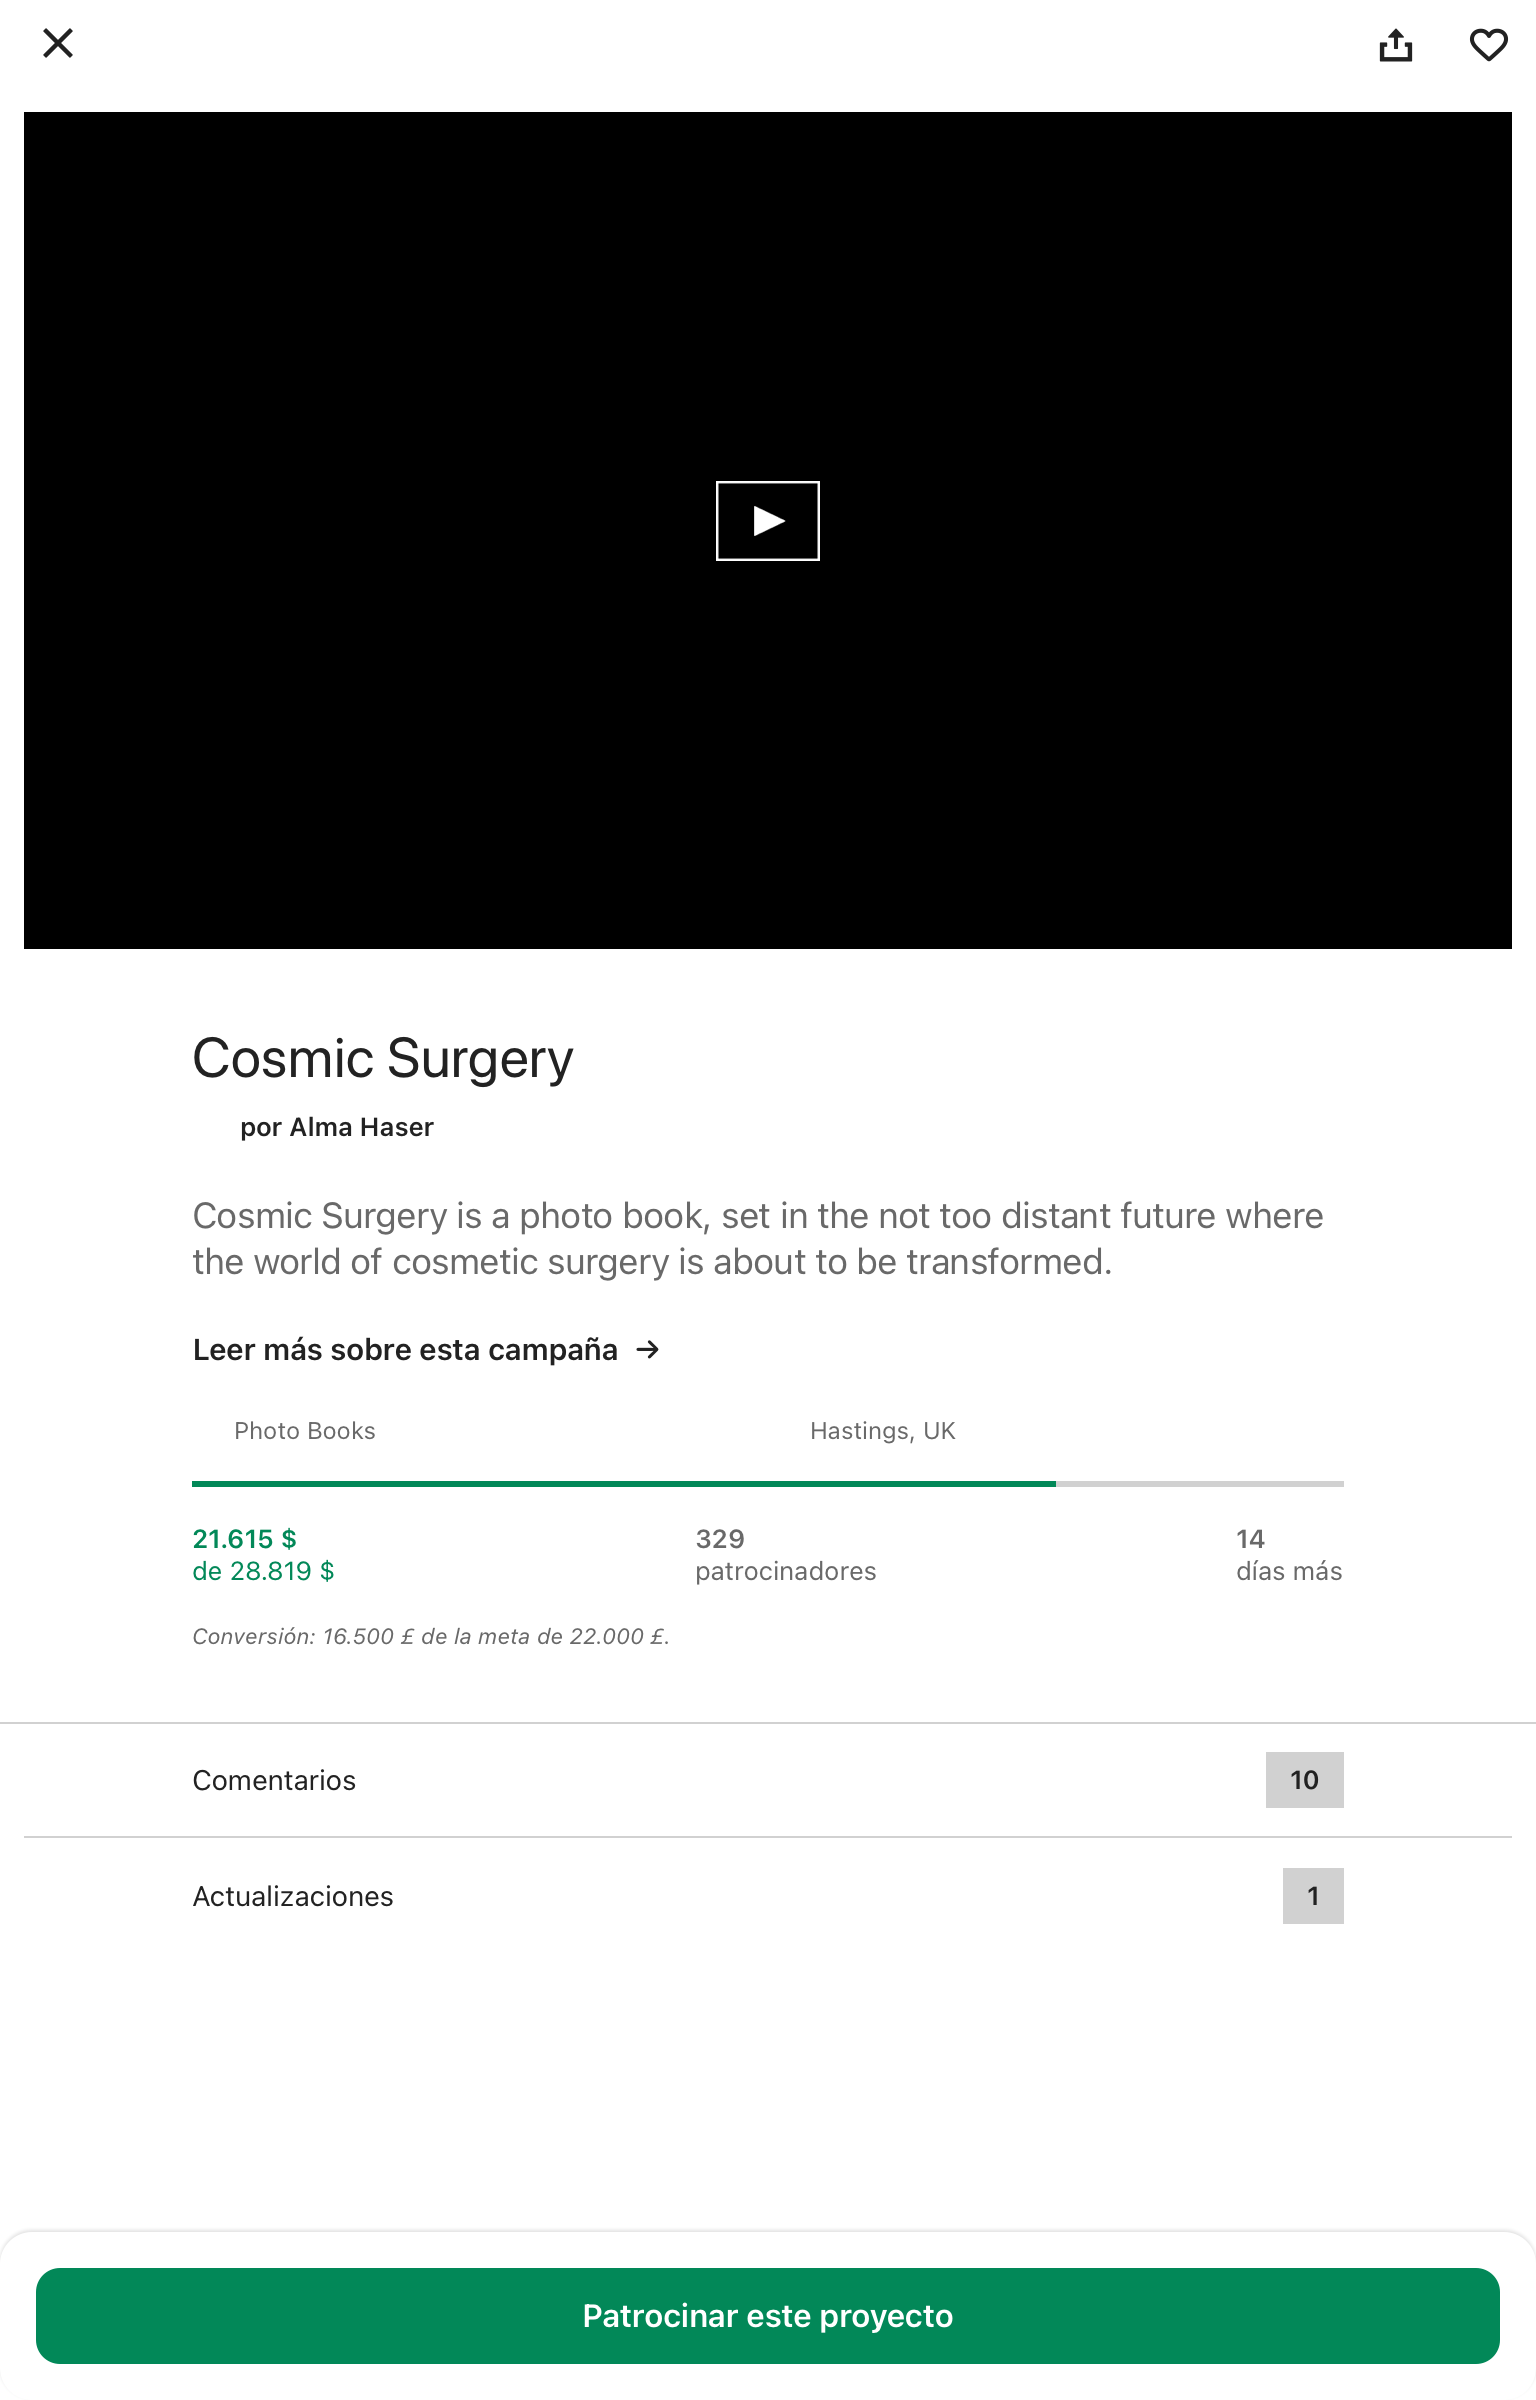 Cosmic Surgery
por Alma Haser
Cosmic Surgery is a photo book, set in the not too distant future where
the world of cosmetic surgery is about to be transformed.
Leer más sobre esta campaña →
Photo Books
Hastings, UK
21.615 $
de 28.819 $
329
patrocinadores
14
días más
Conversión: 16.500 £ de la meta de 22.000 £.
Comentarios
10
Actualizaciones
1
Patrocinar este proyecto